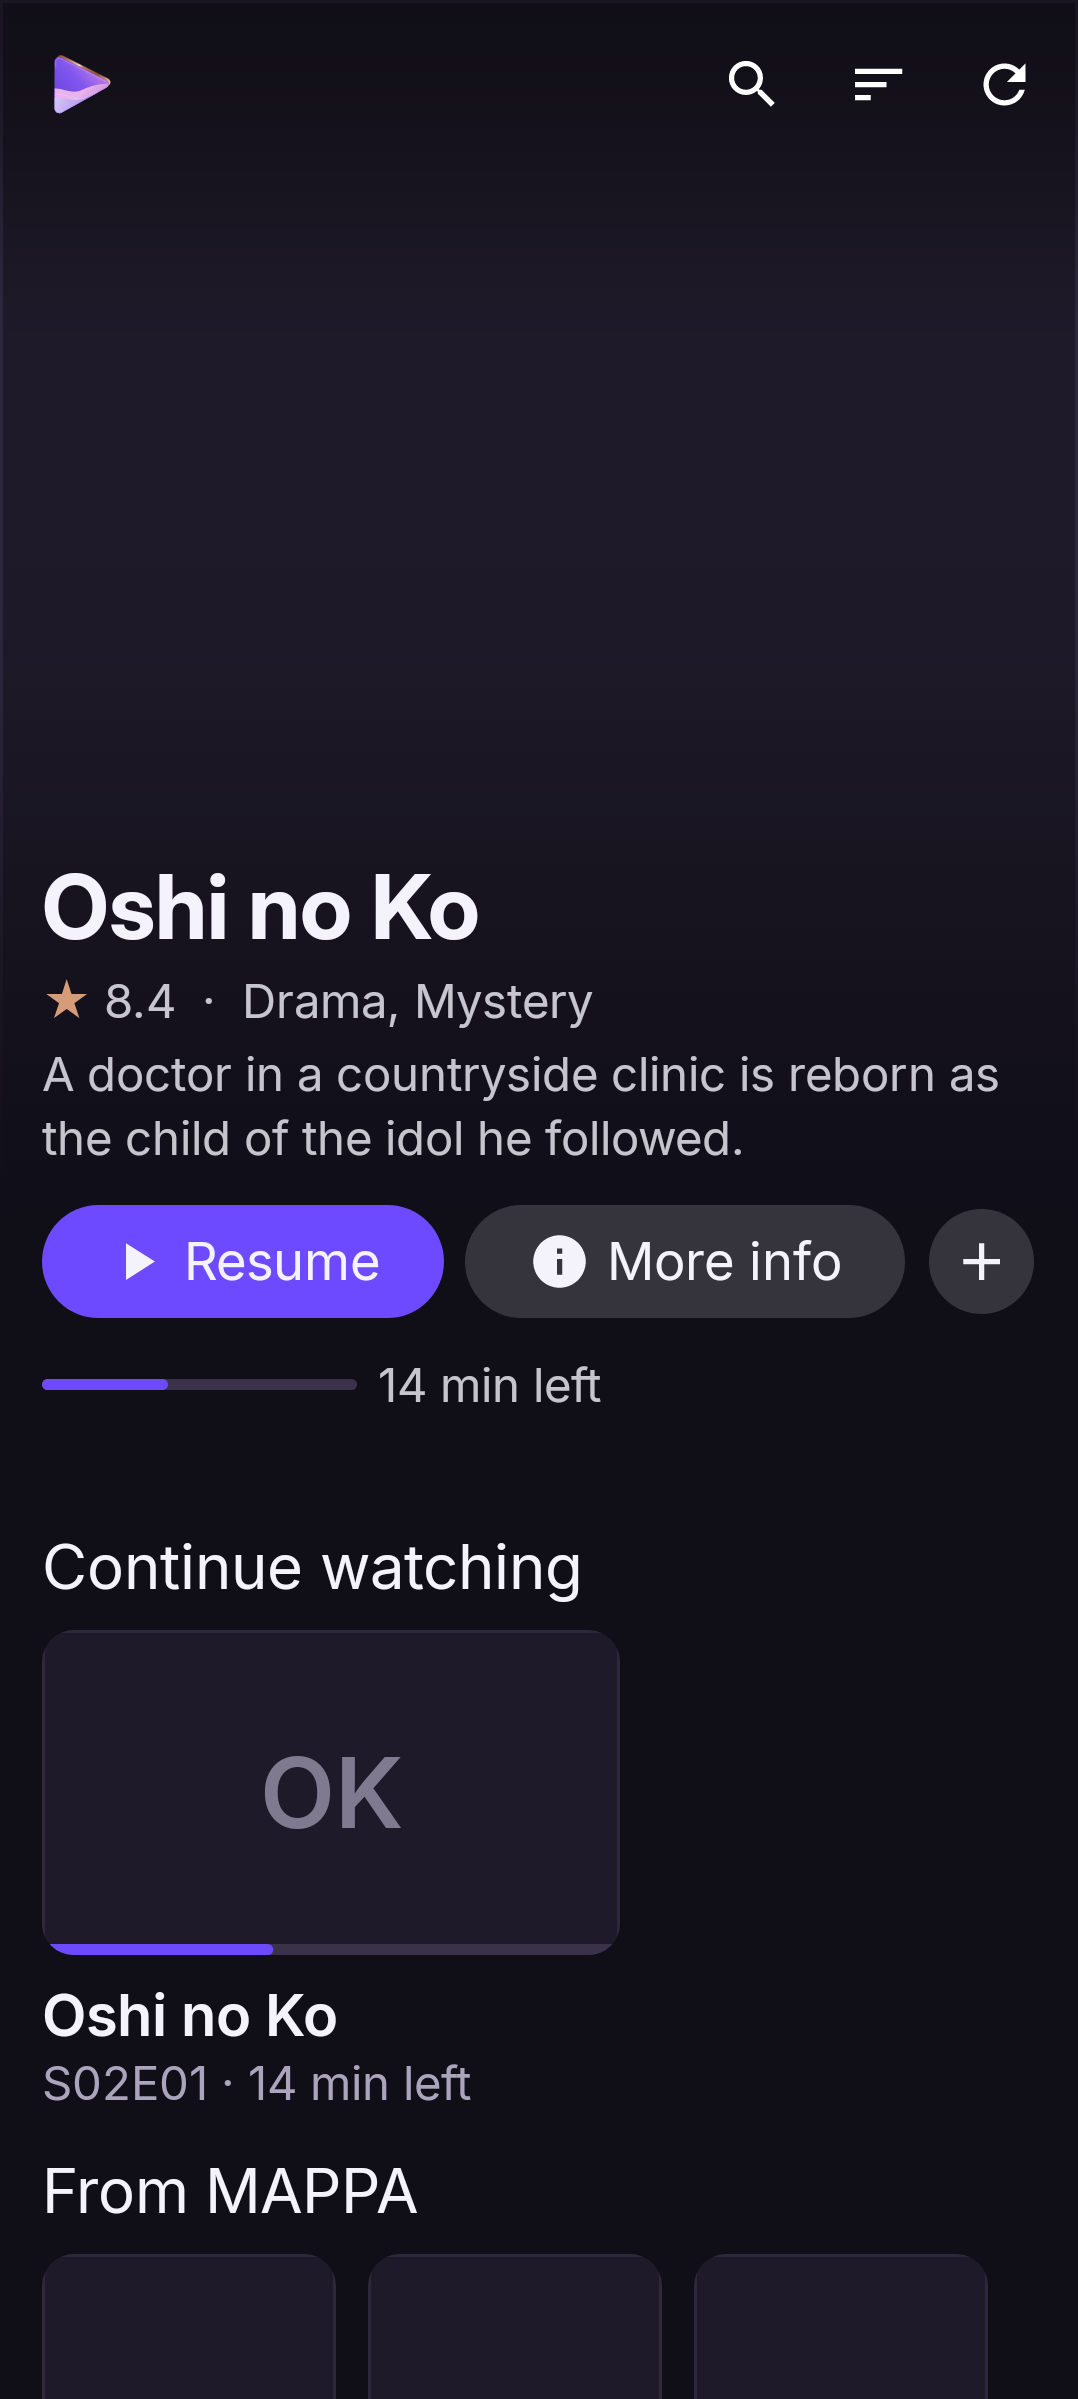 Oshi no Ko
★ 8.4 · Drama, Mystery
A doctor in a countryside clinic is reborn as
the child of the idol he followed.
Resume
More info
14 min left
Continue watching
OK
Oshi no Ko
S02E01 · 14 min left
From MAPPA